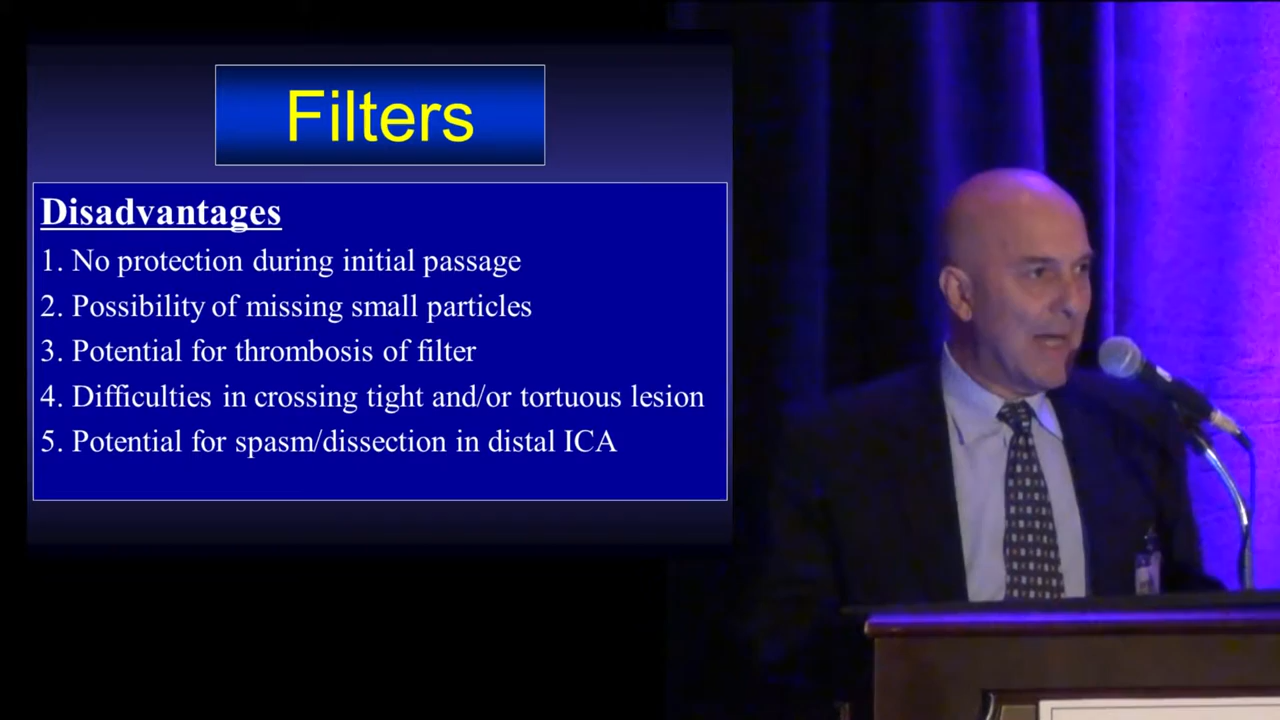 Filters
Disadvantages
1. No protection during initial passage
2. Possibility of missing small particles
3. Potential for thrombosis of filter
4. Difficulties in crossing tight and/or tortuous lesion
5. Potential for spasm/dissection in distal ICA